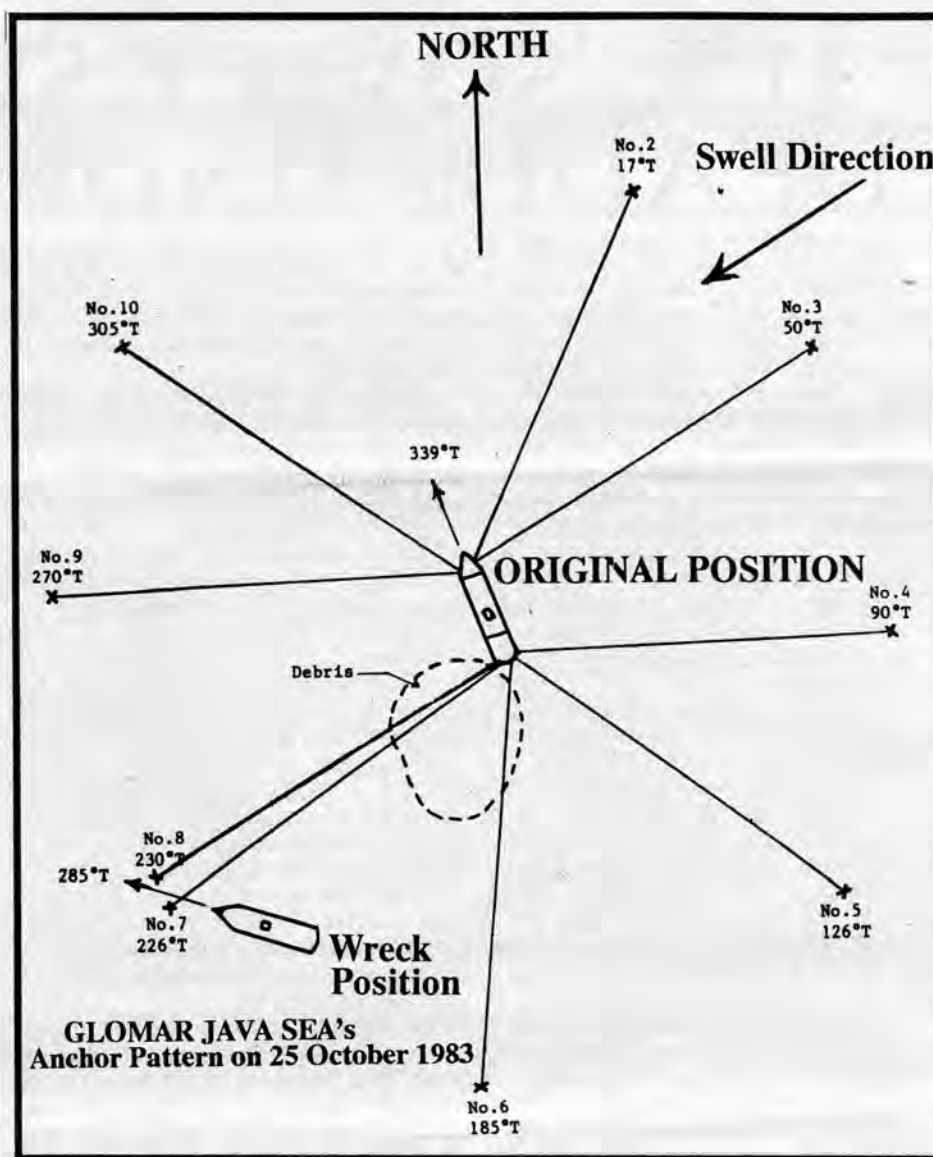 NORTH
No.2
17°T
Swell Direction
No.10
305°T
No.3
50°T
339°T
ORIGINAL POSITION
No.9
270°T
No.4
90°T
Debris
No.8
230°T
285°T
No.7
226°T
No.5
126°T
Wreck
Position
GLOMAR JAVA SEA's
Anchor Pattern on 25 October 1983
No.6
185°T